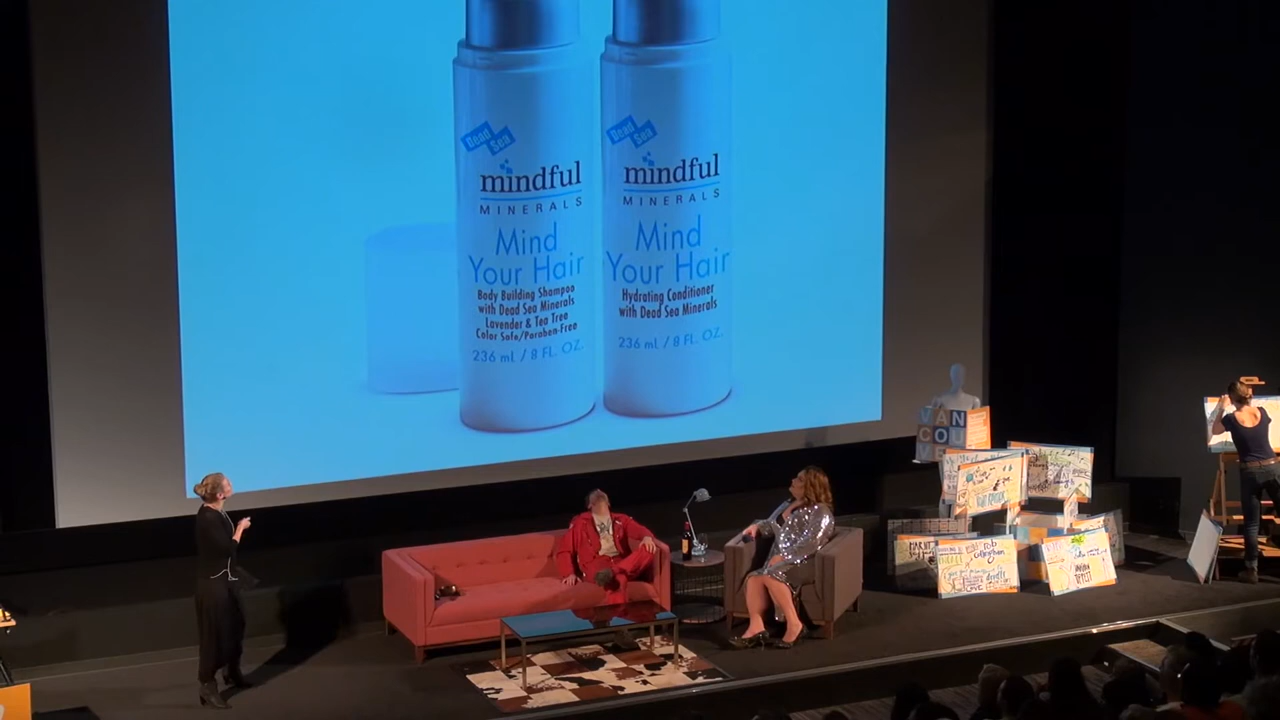 Dead
Sea
mindful
MINERALS
Mind
Your Hair
Body Building Shampoo
with Dead Sea Minerals
Lavender & Tea Tree
Color Safe/Paraben-Free
236 ml / 8 FL. OZ.
Dead
Sea
mindful
MINERALS
Mind
Your Hair
Hydrating Conditioner
with Dead Sea Minerals
236 ml / 8 FL. OZ.
VAN
COU